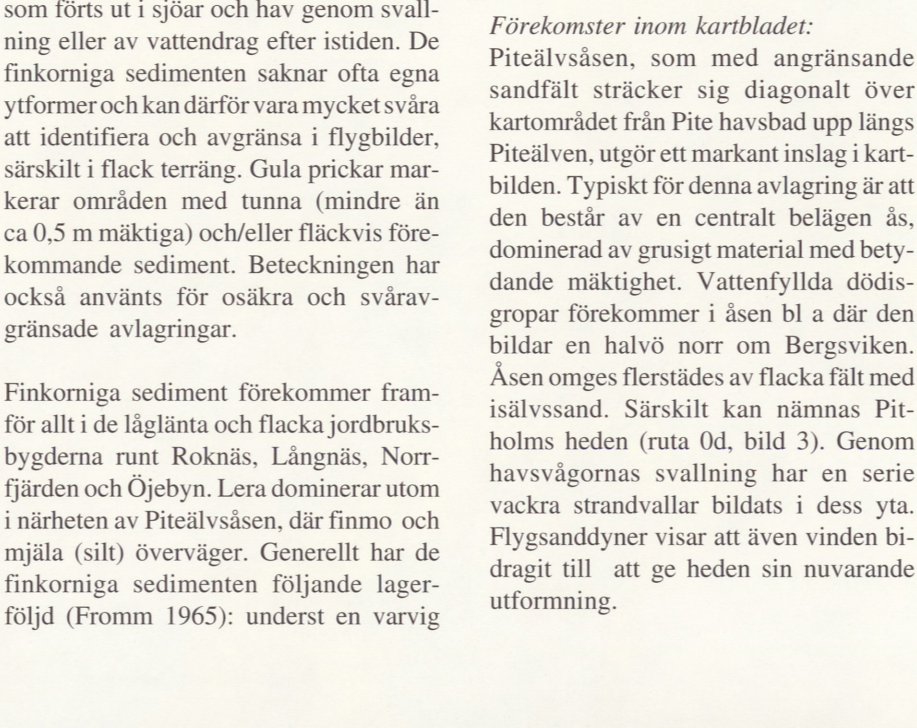 som förts ut i sjöar och hav genom svall-
ning eller av vattendrag efter istiden. De
finkorniga sedimenten saknar ofta egna
ytformer och kan därför vara mycket svåra
att identifiera och avgränsa i flygbilder,
särskilt i flack terräng. Gula prickar mar-
kerar områden med tunna (mindre än
ca 0,5 m mäktiga) och/eller fläckvis före-
kommande sediment. Beteckningen har
också använts för osäkra och svårav-
gränsade avlagringar.

Finkorniga sediment förekommer fram-
för allt i de låglänta och flacka jordbruks-
bygderna runt Roknäs, Långnäs, Norr-
fjärden och Öjebyn. Lera dominerar utom
i närheten av Piteälvsåsen, där finmo och
mjäla (silt) överväger. Generellt har de
finkorniga sedimenten följande lager-
följd (Fromm 1965): underst en varvig

Förekomster inom kartbladet:
Piteälvsåsen, som med angränsande
sandfält sträcker sig diagonalt över
kartområdet från Pite havsbad upp längs
Piteälven, utgör ett markant inslag i kart-
bilden. Typiskt för denna avlagring är att
den består av en centralt belägen ås,
dominerad av grusigt material med bety-
dande mäktighet. Vattenfyllda dödis-
gropar förekommer i åsen bl a där den
bildar en halvö norr om Bergsviken.
Åsen omges flerstädes av flacka fält med
isälvssand. Särskilt kan nämnas Pit-
holms heden (ruta 0d, bild 3). Genom
havsvågornas svallning har en serie
vackra strandvallar bildats i dess yta.
Flygsanddyner visar att även vinden bi-
dragit till att ge heden sin nuvarande
utformning.